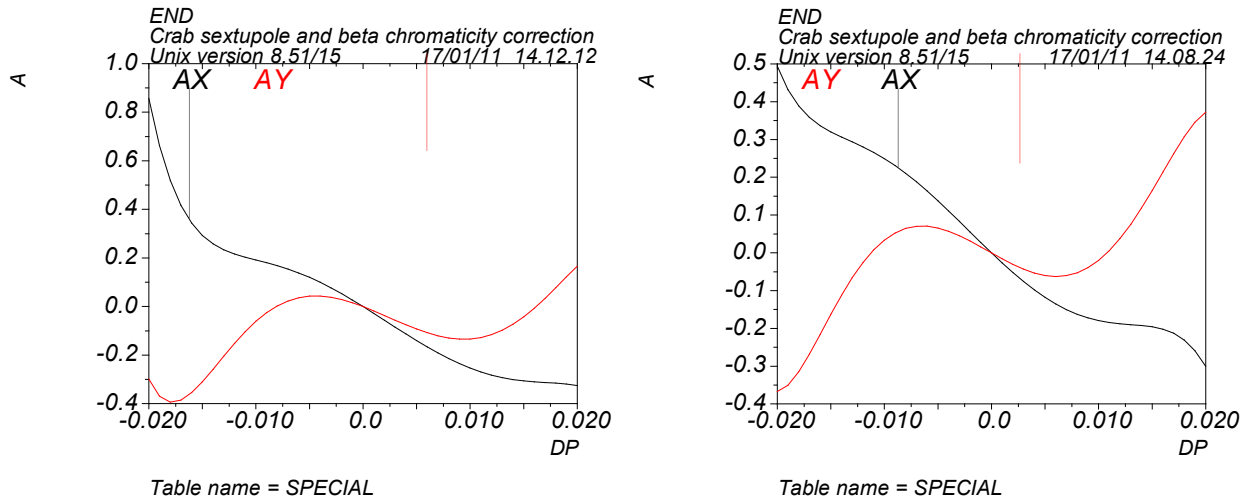 END
Crab sextupole and beta chromaticity correction
Unix version 8.51/15 17/01/11 14.12.12
A
AX AY
1.0
0.8
0.6
0.4
0.2
0.0
-0.2
-0.4
-0.020 -0.010 0.0 0.010 0.020
DP
Table name = SPECIAL
END
Crab sextupole and beta chromaticity correction
Unix version 8.51/15 17/01/11 14.08.24
A
AY AX
0.5
0.4
0.3
0.2
0.1
0.0
-0.1
-0.2
-0.3
-0.4
-0.020 -0.010 0.0 0.010 0.020
DP
Table name = SPECIAL